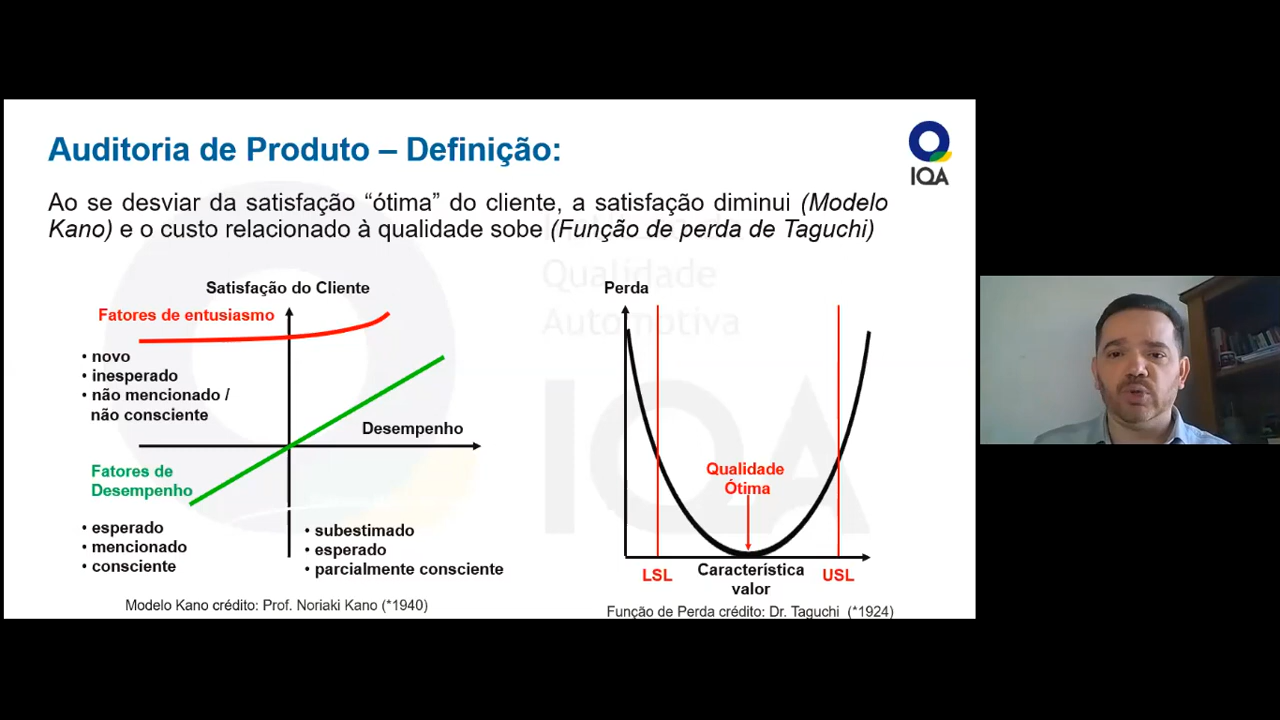 Auditoria de Produto – Definição:
IQA
Ao se desviar da satisfação “ótima” do cliente, a satisfação diminui (Modelo
Kano) e o custo relacionado à qualidade sobe (Função de perda de Taguchi)
Qualidade
Automotiva
IQA
Satisfação do Cliente
Fatores de entusiasmo
• novo
• inesperado
• não mencionado /
não consciente
Desempenho
Fatores de
Desempenho
• esperado
• mencionado
• consciente
• subestimado
• esperado
• parcialmente consciente
Modelo Kano crédito: Prof. Noriaki Kano (*1940)
Perda
Qualidade
Ótima
LSL
Característica
valor
USL
Função de Perda crédito: Dr. Taguchi (*1924)